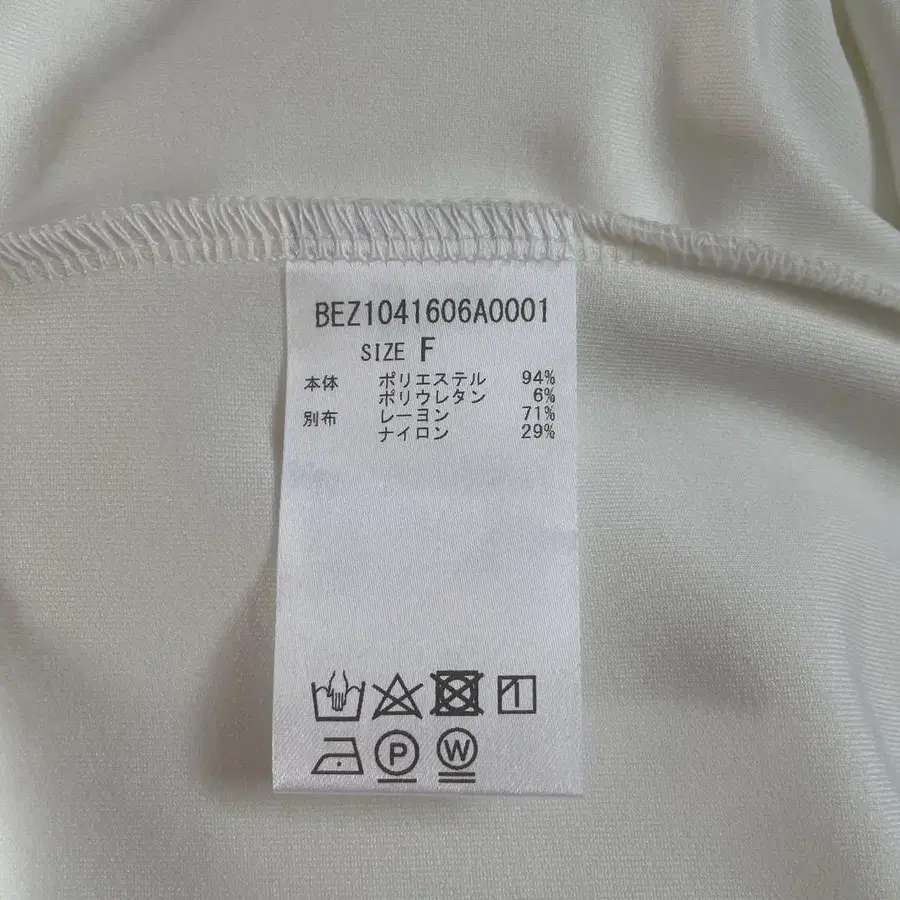 BEZ1041606A0001
SIZE F
本体 ポリエステル 94%
ポリウレタン 6%
別布 レーヨン 71%
ナイロン 29%
P W